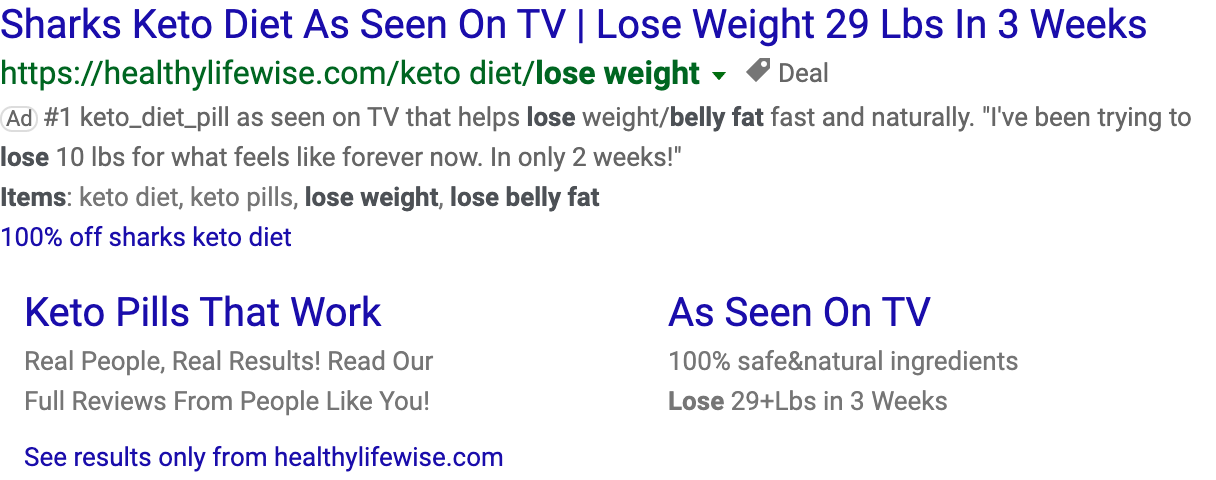 Sharks Keto Diet As Seen On TV | Lose Weight 29 Lbs In 3 Weeks
https://healthylifewise.com/keto diet/lose weight Deal
Ad #1 keto_diet_pill as seen on TV that helps lose weight/belly fat fast and naturally. "I've been trying to
lose 10 lbs for what feels like forever now. In only 2 weeks!"
Items: keto diet, keto pills, lose weight, lose belly fat
100% off sharks keto diet
Keto Pills That Work
Real People, Real Results! Read Our
Full Reviews From People Like You!
As Seen On TV
100% safe&natural ingredients
Lose 29+Lbs in 3 Weeks
See results only from healthylifewise.com